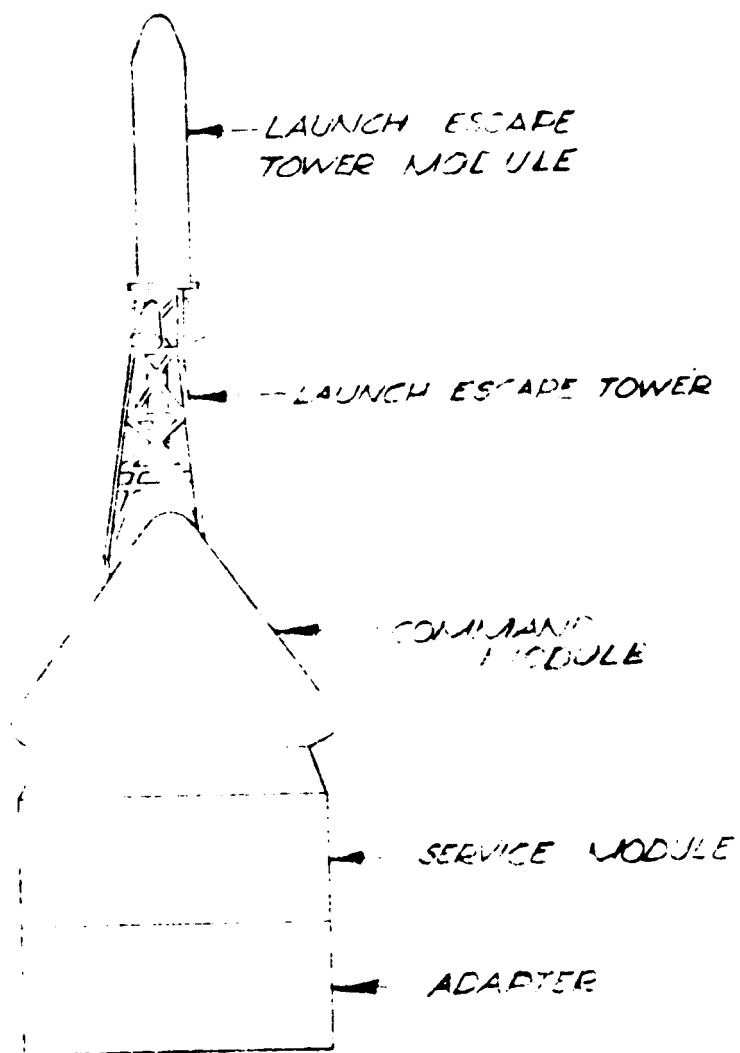 LAUNCH ESCAPE
TOWER MODULE
LAUNCH ESCAPE TOWER
COMMAND
MODULE
SERVICE MODULE
ADAPTER